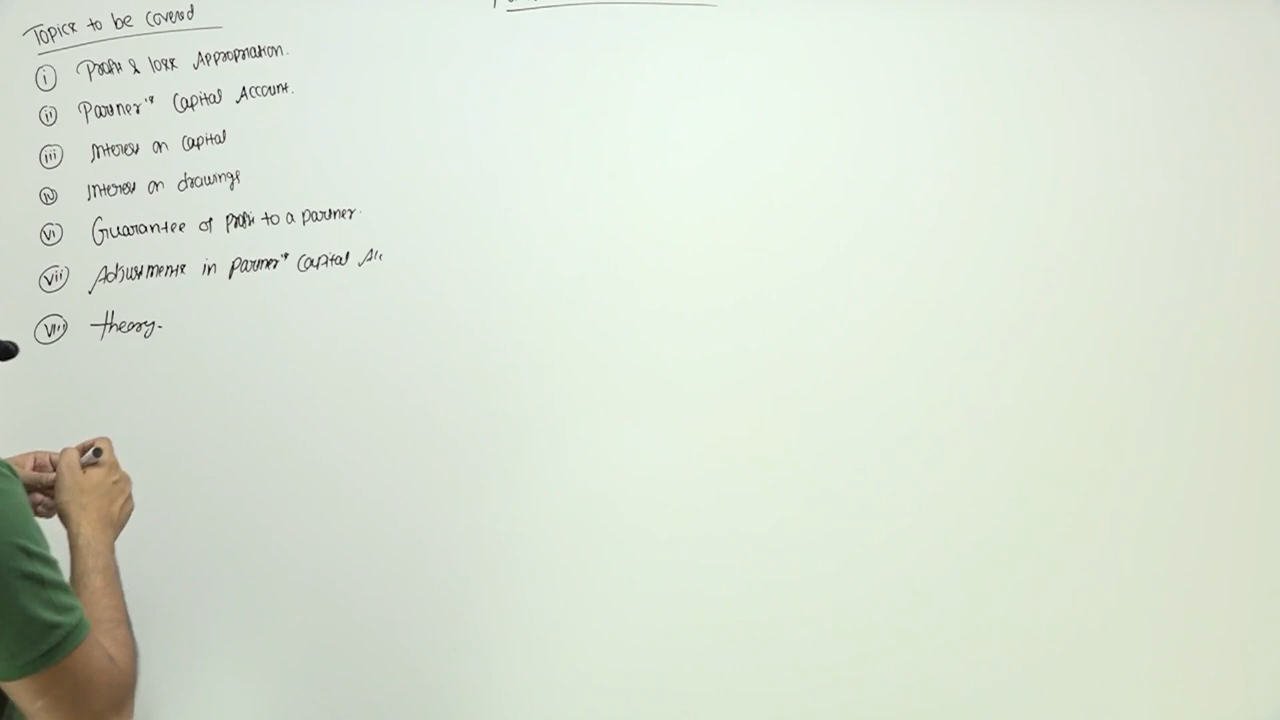 Topics to be covered
(i) Profit & loss Appropriation.
(ii) Partner's Capital Account.
(iii) Interest on capital
(iv) Interest on drawings
(vi) Guarantee of profit to a partner.
(vii) Adjustments in partner's Capital A/c
(viii) theory.